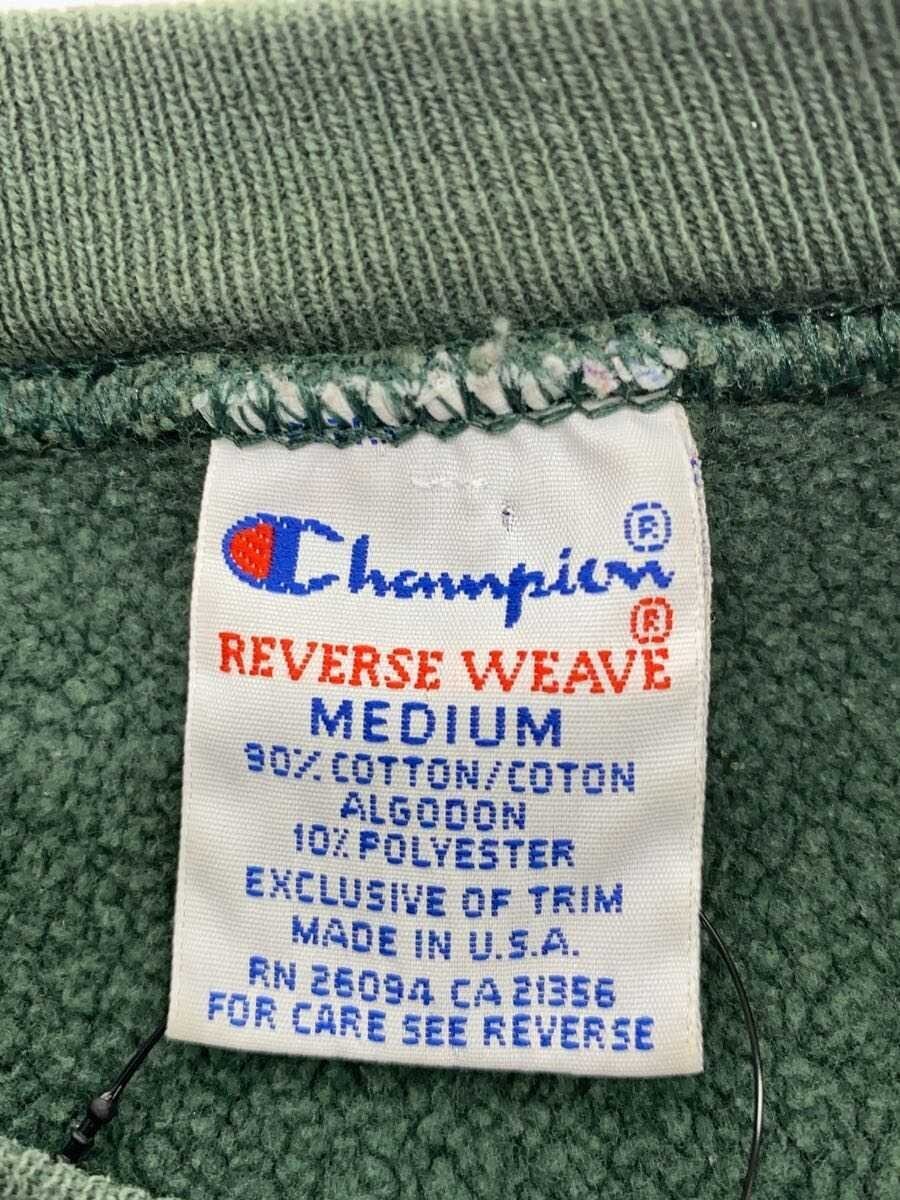 Champion ®
REVERSE WEAVE ®
MEDIUM
90% COTTON/COTON
ALGODON
10% POLYESTER
EXCLUSIVE OF TRIM
MADE IN U.S.A.
RN 26094 CA 21356
FOR CARE SEE REVERSE